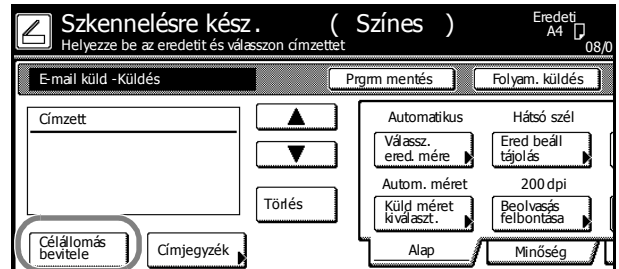 Szkennelésre kész. ( Színes )
Helyezze be az eredetit és válasszon címzettet
Eredeti
A4
08/0
E-mail küld -Küldés
Prgrm mentés
Folyam. küldés
Címzett
Törlés
Célállomás
bevitele
Címjegyzék
Automatikus
Válassz.
ered. mére
Hátsó szél
Ered beáll
tájolás
Autom. méret
Küld méret
kiválaszt.
200 dpi
Beolvasás
felbontása
Alap
Minőség